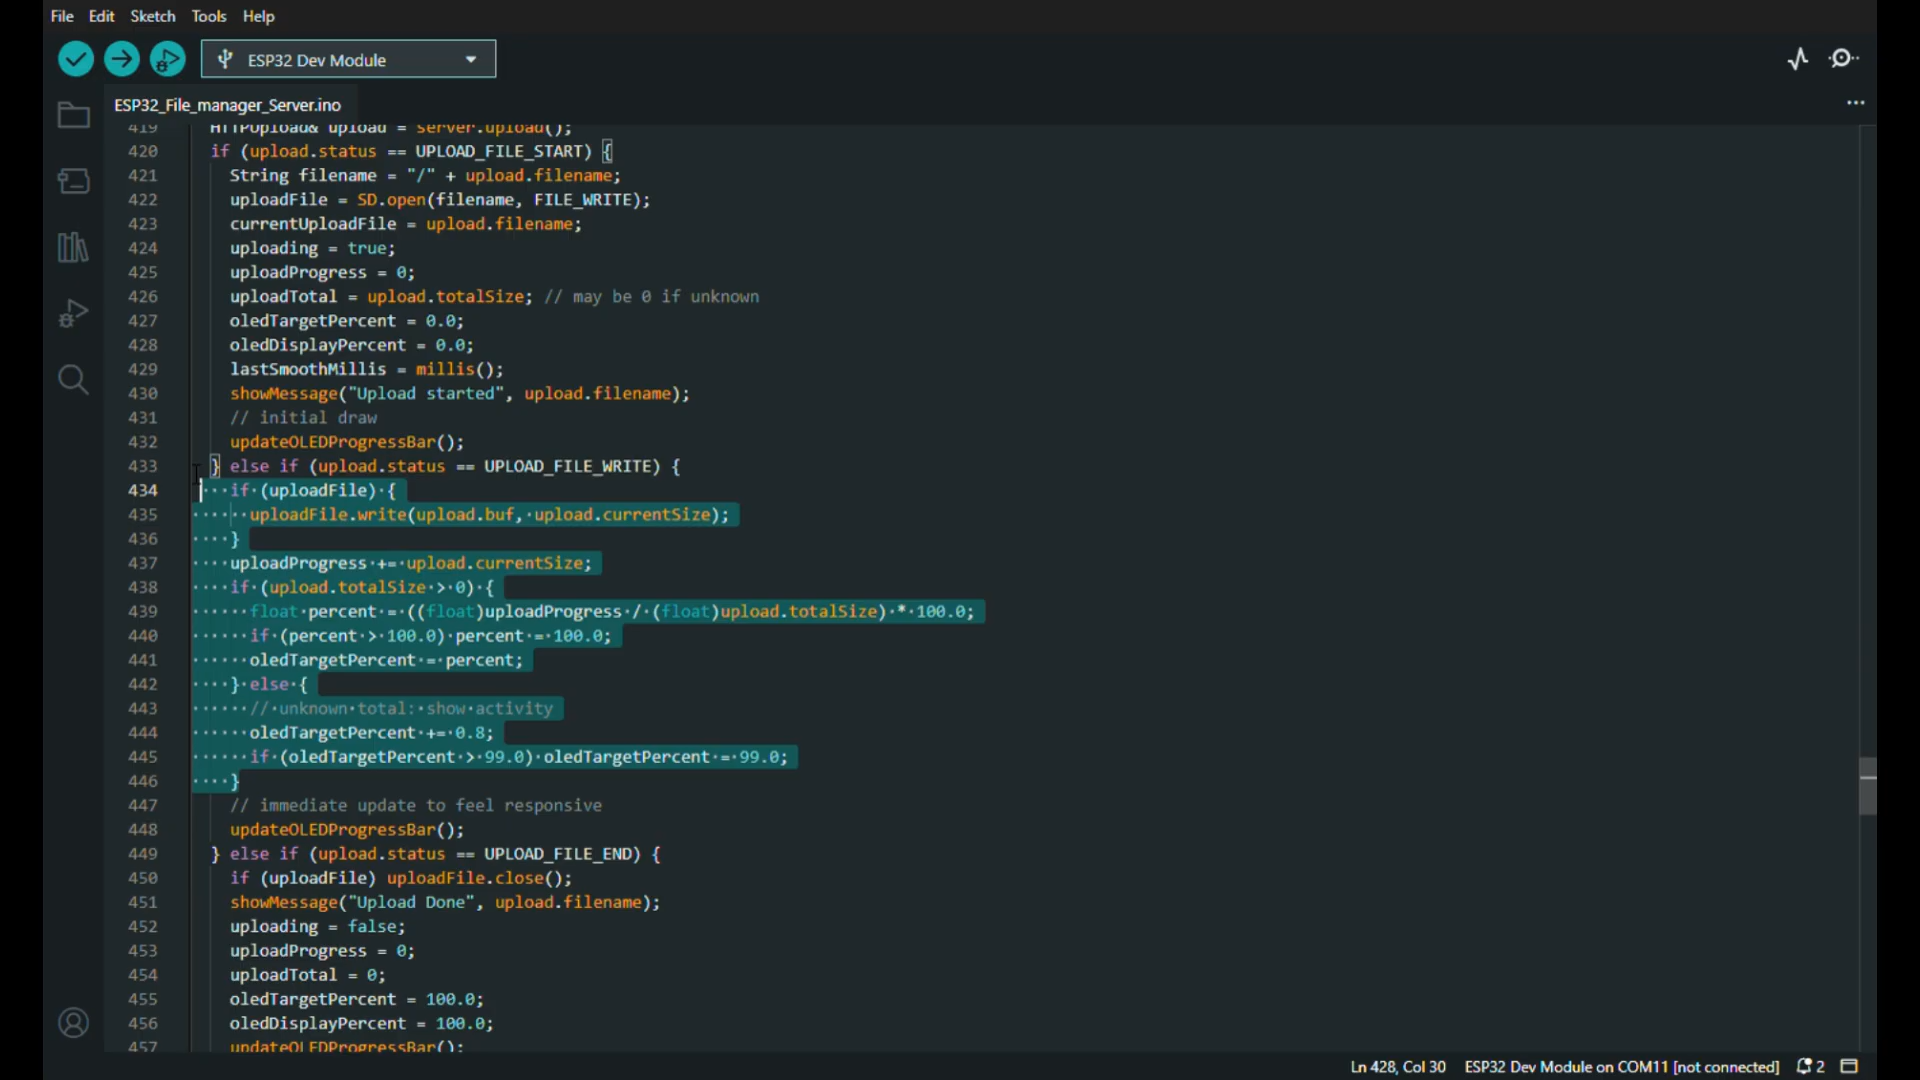 File Edit Sketch Tools Help
ESP32 Dev Module
ESP32_File_manager_Server.ino
419 HTTPUpload& upload = server.upload();
420 if (upload.status == UPLOAD_FILE_START) {
421 String filename = "/" + upload.filename;
422 uploadFile = SD.open(filename, FILE_WRITE);
423 currentUploadFile = upload.filename;
424 uploading = true;
425 uploadProgress = 0;
426 uploadTotal = upload.totalSize; // may be 0 if unknown
427 oledTargetPercent = 0.0;
428 oledDisplayPercent = 0.0;
429 lastSmoothMillis = millis();
430 showMessage("Upload started", upload.filename);
431 // initial draw
432 updateOLEDProgressBar();
433 } else if (upload.status == UPLOAD_FILE_WRITE) {
434 if (uploadFile) {
435 uploadFile.write(upload.buf, upload.currentSize);
436 }
437 uploadProgress += upload.currentSize;
438 if (upload.totalSize > 0) {
439 float percent = ((float)uploadProgress / (float)upload.totalSize) * 100.0;
440 if (percent > 100.0) percent = 100.0;
441 oledTargetPercent = percent;
442 } else {
443 // unknown total: show activity
444 oledTargetPercent += 0.8;
445 if (oledTargetPercent > 99.0) oledTargetPercent = 99.0;
446 }
447 // immediate update to feel responsive
448 updateOLEDProgressBar();
449 } else if (upload.status == UPLOAD_FILE_END) {
450 if (uploadFile) uploadFile.close();
451 showMessage("Upload Done", upload.filename);
452 uploading = false;
453 uploadProgress = 0;
454 uploadTotal = 0;
455 oledTargetPercent = 100.0;
456 oledDisplayPercent = 100.0;
457 updateOLEDProgressBar();
Ln 428, Col 30 ESP32 Dev Module on COM11 [not connected] 2